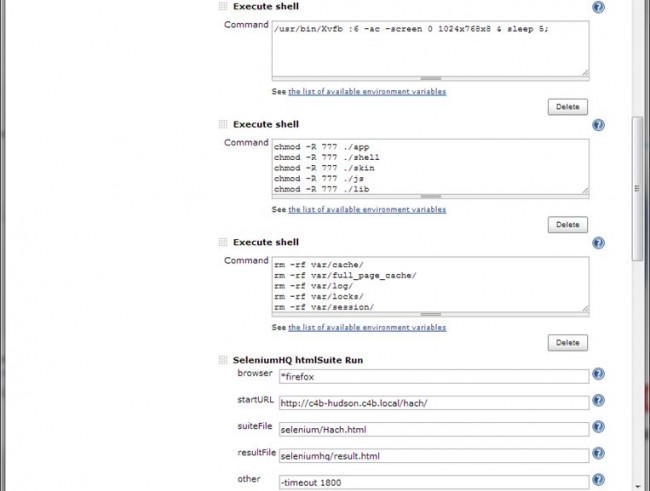 Execute shell
Command /usr/bin/Xvfb :6 -ac -screen 0 1024x768x8 & sleep 5;
See the list of available environment variables
Delete
Execute shell
Command chmod -R 777 ./app
chmod -R 777 ./shell
chmod -R 777 ./skin
chmod -R 777 ./js
chmod -R 777 ./lib
See the list of available environment variables
Delete
Execute shell
Command rm -rf var/cache/
rm -rf var/full_page_cache/
rm -rf var/log/
rm -rf var/locks/
rm -rf var/session/
See the list of available environment variables
Delete
SeleniumHQ htmlSuite Run
browser *firefox
startURL http://c4b-hudson.c4b.local/hach/
suiteFile selenium/Hach.html
resultFile seleniumhq/result.html
other -timeout 1800